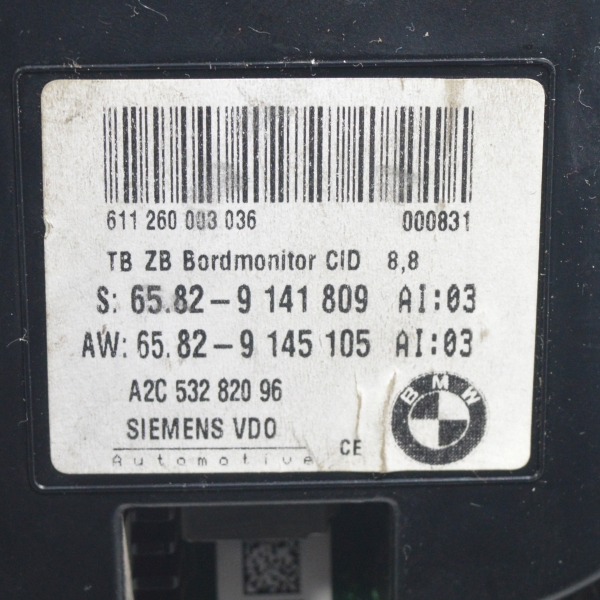 611 260 003 036 000831
TB ZB Bordmonitor CID 8,8
S: 65.82-9 141 809 AI:03
AW: 65.82-9 145 105 AI:03
A2C 532 820 96
SIEMENS VDO
Automotive
CE
BMW